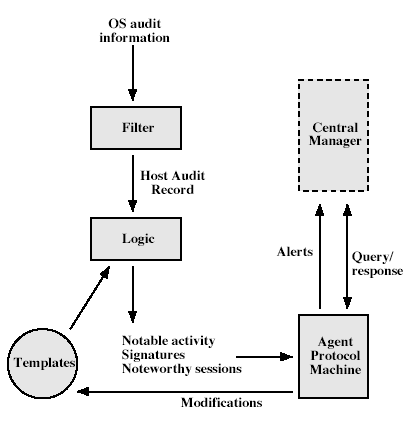 OS audit
information
Filter
Central
Manager
Host Audit
Record
Logic
Alerts
Query/
response
Notable activity
Signatures
Noteworthy sessions
Agent
Protocol
Machine
Templates
Modifications